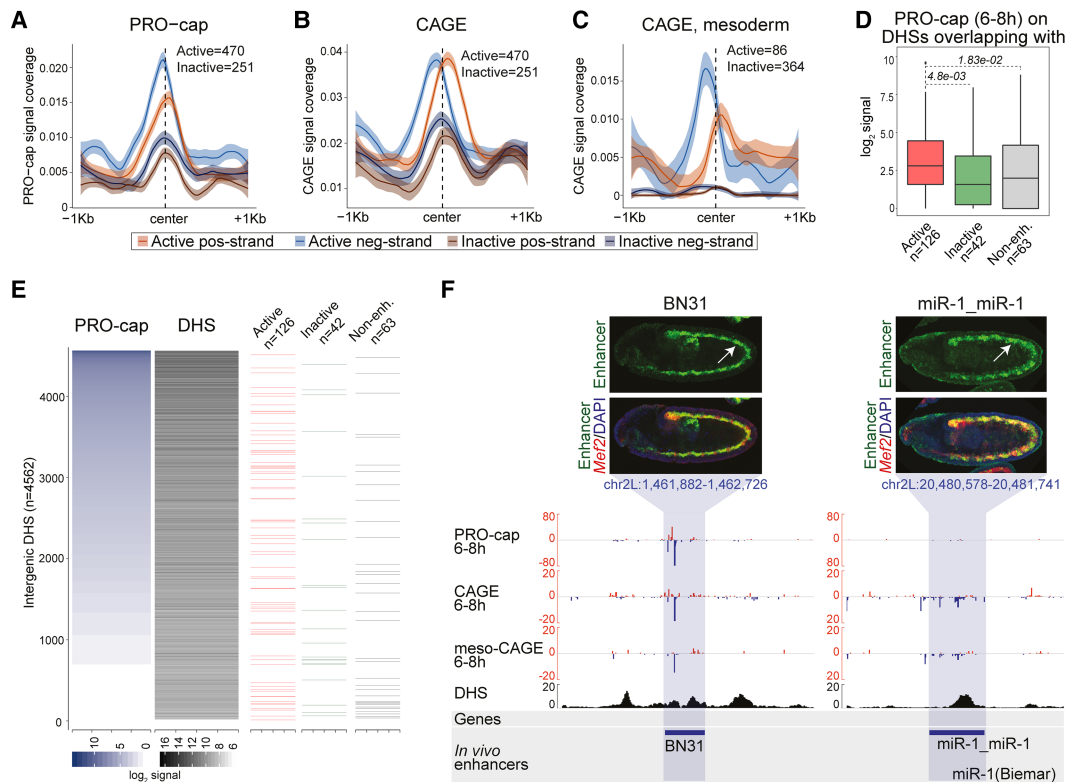 A
PRO−cap
PRO-cap signal coverage
0.020
0.015
0.010
0.005
0
Active=470
Inactive=251
−1Kb
center
+1Kb
B
CAGE
CAGE signal coverage
0.04
0.03
0.02
0.01
Active=470
Inactive=251
−1Kb
center
+1Kb
C
CAGE, mesoderm
CAGE signal coverage
0.015
0.010
0.005
0
Active=86
Inactive=364
−1Kb
center
+1Kb
Active pos-strand
Active neg-strand
Inactive pos-strand
Inactive neg-strand
D
PRO-cap (6-8h) on
DHSs overlapping with
log2 signal
10
7.5
5.0
2.5
0
1.83e-02
4.8e-03
Active
n=126
Inactive
n=42
Non-enh.
n=63
E
PRO-cap
DHS
Active
n=126
Inactive
n=42
Non-enh.
n=63
Intergenic DHS (n=4562)
4000
3000
2000
1000
0
10
5
0
16
14
12
10
8
6
log2 signal
F
BN31
miR-1_miR-1
Enhancer
Enhancer
Enhancer
Mef2/DAPI
Enhancer
Mef2/DAPI
chr2L:1,461,882-1,462,726
chr2L:20,480,578-20,481,741
PRO-cap
6-8h
80
0
-80
80
0
-80
CAGE
6-8h
20
0
20
20
0
20
meso-CAGE
6-8h
20
0
20
20
0
20
DHS
20
0
20
0
Genes
In vivo
enhancers
BN31
miR-1_miR-1
miR-1(Biemar)